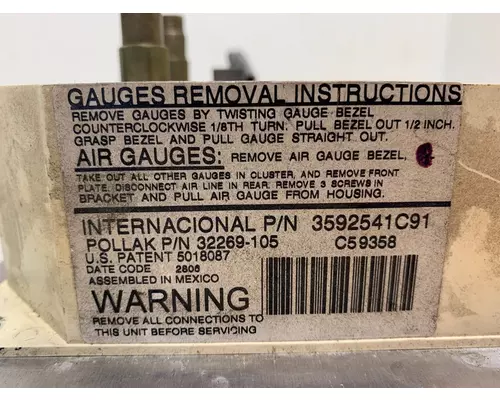 GAUGES REMOVAL INSTRUCTIONS
REMOVE GAUGES BY TWISTING GAUGE BEZEL
COUNTERCLOCKWISE 1/8TH TURN. PULL BEZEL OUT 1/2 INCH.
GRASP BEZEL AND PULL GAUGE STRAIGHT OUT.
AIR GAUGES: REMOVE AIR GAUGE BEZEL,
TAKE OUT ALL OTHER GAUGES IN CLUSTER, AND REMOVE FRONT
PLATE. DISCONNECT AIR LINE IN REAR. REMOVE 3 SCREWS IN
BRACKET AND PULL AIR GAUGE FROM HOUSING.
INTERNACIONAL P/N 3592541C91
POLLAK P/N 32269-105 C59358
U.S. PATENT 5018087
DATE CODE 2806
ASSEMBLED IN MEXICO
WARNING
REMOVE ALL CONNECTIONS TO
THIS UNIT BEFORE SERVICING